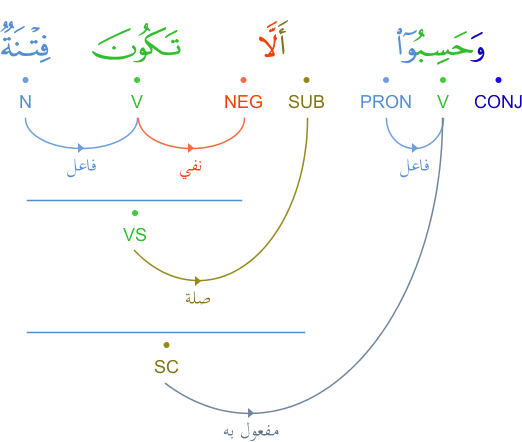 وَحَسِبُوٓا۟ أَلَّا تَكُونَ فِتْنَةٌۭ
N V NEG SUB PRON V CONJ
فاعل نفي فاعل
VS
صلة
SC
مفعول به